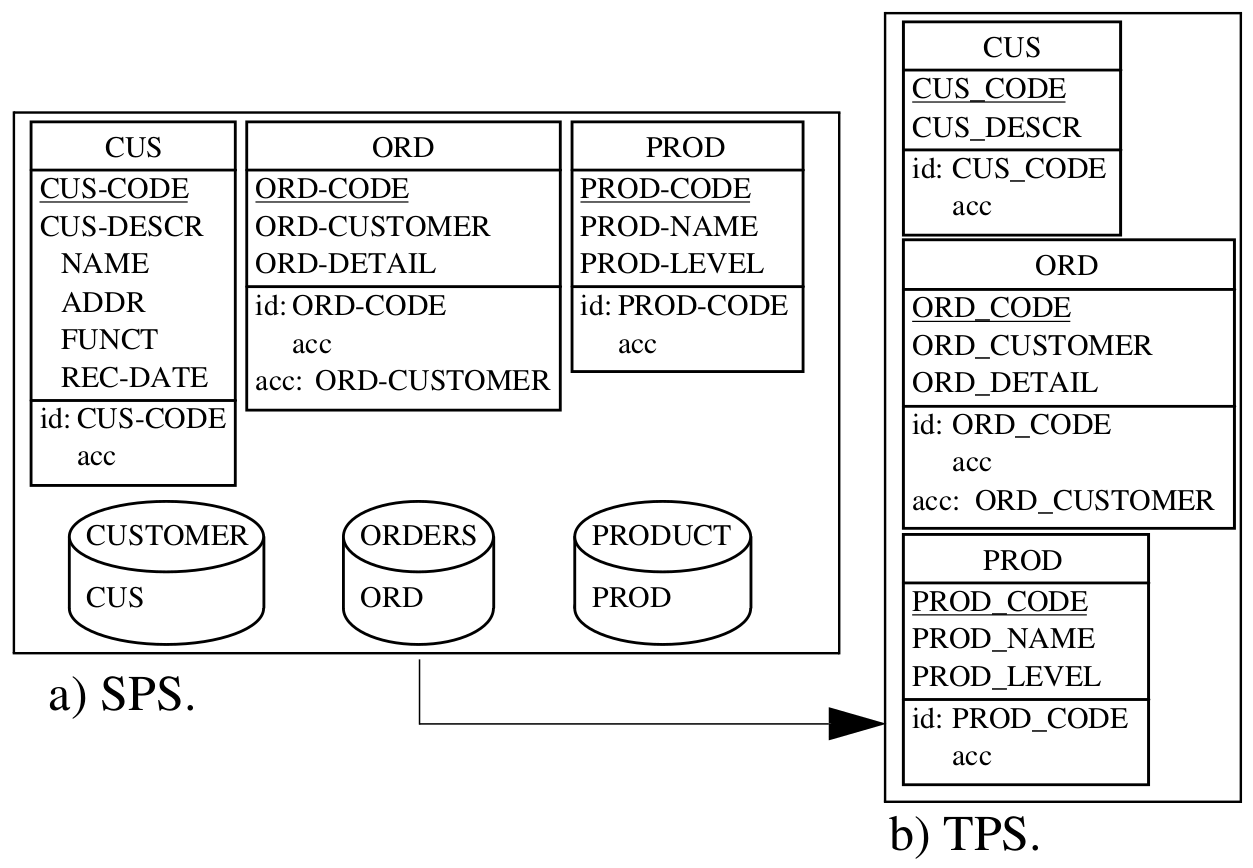 CUS
CUS-CODE
CUS-DESCR
NAME
ADDR
FUNCT
REC-DATE
id: CUS-CODE
acc
ORD
ORD-CODE
ORD-CUSTOMER
ORD-DETAIL
id: ORD-CODE
acc
acc: ORD-CUSTOMER
PROD
PROD-CODE
PROD-NAME
PROD-LEVEL
id: PROD-CODE
acc
CUSTOMER
CUS
ORDERS
ORD
PRODUCT
PROD
a) SPS.
CUS
CUS_CODE
CUS_DESCR
id: CUS_CODE
acc
ORD
ORD_CODE
ORD_CUSTOMER
ORD_DETAIL
id: ORD_CODE
acc
acc: ORD_CUSTOMER
PROD
PROD_CODE
PROD_NAME
PROD_LEVEL
id: PROD_CODE
acc
b) TPS.